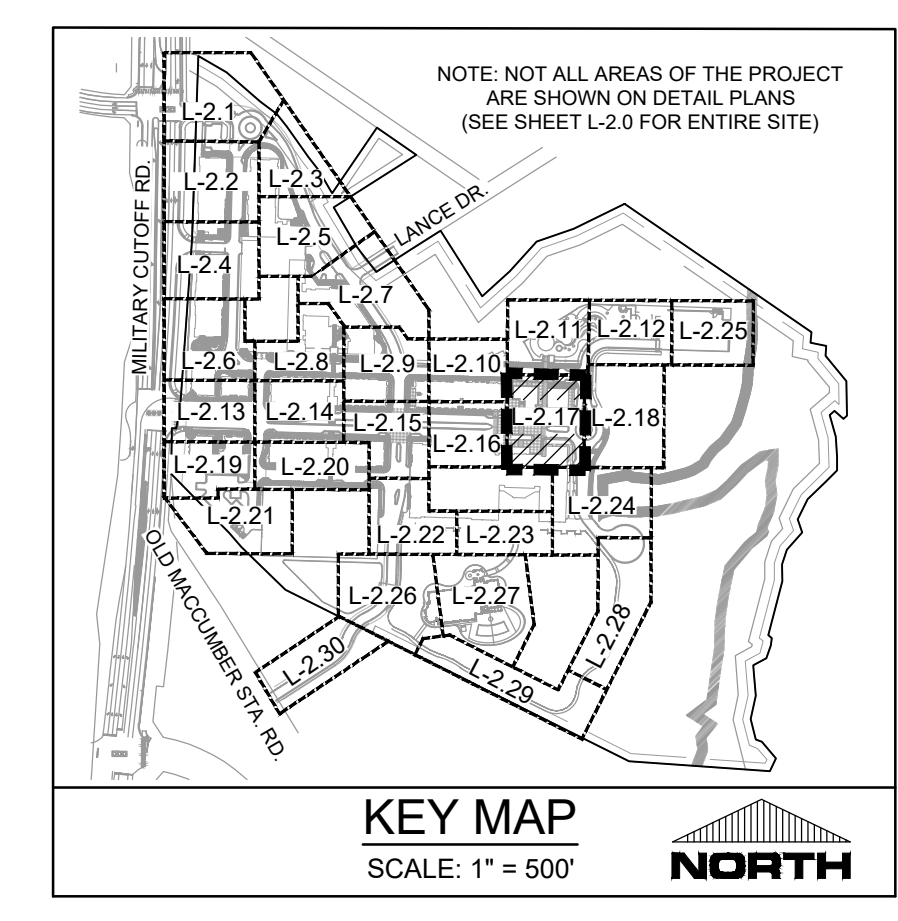 NOTE: NOT ALL AREAS OF THE PROJECT
ARE SHOWN ON DETAIL PLANS
(SEE SHEET L-2.0 FOR ENTIRE SITE)
MILITARY CUTOFF RD.
LANCE DR.
OLD MACCUMBER STA. RD.
L-2.1
L-2.2
L-2.3
L-2.4
L-2.5
L-2.6
L-2.7
L-2.8
L-2.9
L-2.10
L-2.11
L-2.12
L-2.25
L-2.13
L-2.14
L-2.15
L-2.16
L-2.17
L-2.18
L-2.19
L-2.20
L-2.21
L-2.22
L-2.23
L-2.24
L-2.26
L-2.27
L-2.28
L-2.29
L-2.30
KEY MAP
SCALE: 1" = 500'
NORTH